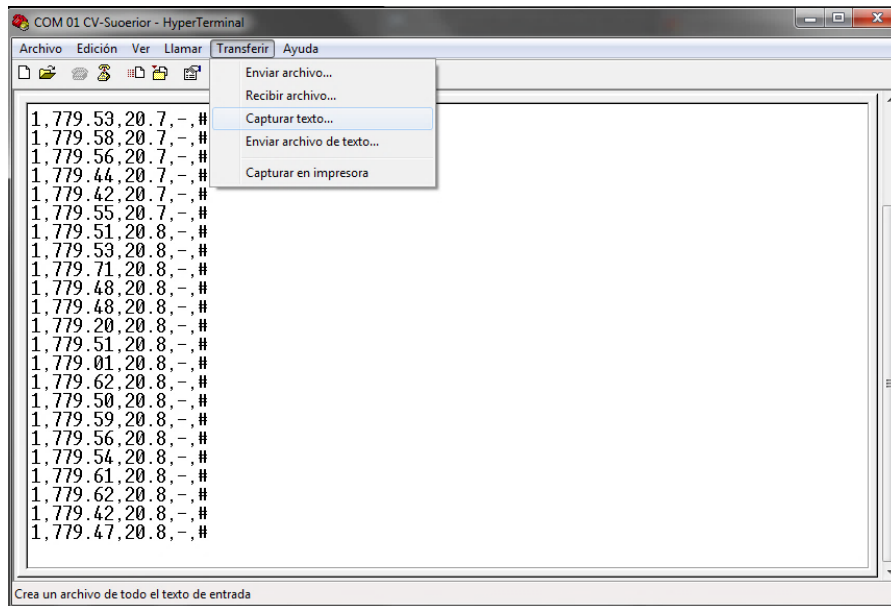 COM 01 CV-Suoerior - HyperTerminal
Archivo Edición Ver Llamar Transferir Ayuda
Enviar archivo...
Recibir archivo...
Capturar texto...
Enviar archivo de texto...
Capturar en impresora
1,779.53,20.7,-,#
1,779.58,20.7,-,#
1,779.56,20.7,-,#
1,779.44,20.7,-,#
1,779.42,20.7,-,#
1,779.55,20.7,-,#
1,779.51,20.8,-,#
1,779.53,20.8,-,#
1,779.71,20.8,-,#
1,779.48,20.8,-,#
1,779.48,20.8,-,#
1,779.20,20.8,-,#
1,779.51,20.8,-,#
1,779.01,20.8,-,#
1,779.62,20.8,-,#
1,779.50,20.8,-,#
1,779.59,20.8,-,#
1,779.56,20.8,-,#
1,779.54,20.8,-,#
1,779.61,20.8,-,#
1,779.62,20.8,-,#
1,779.42,20.8,-,#
1,779.47,20.8,-,#
Crea un archivo de todo el texto de entrada